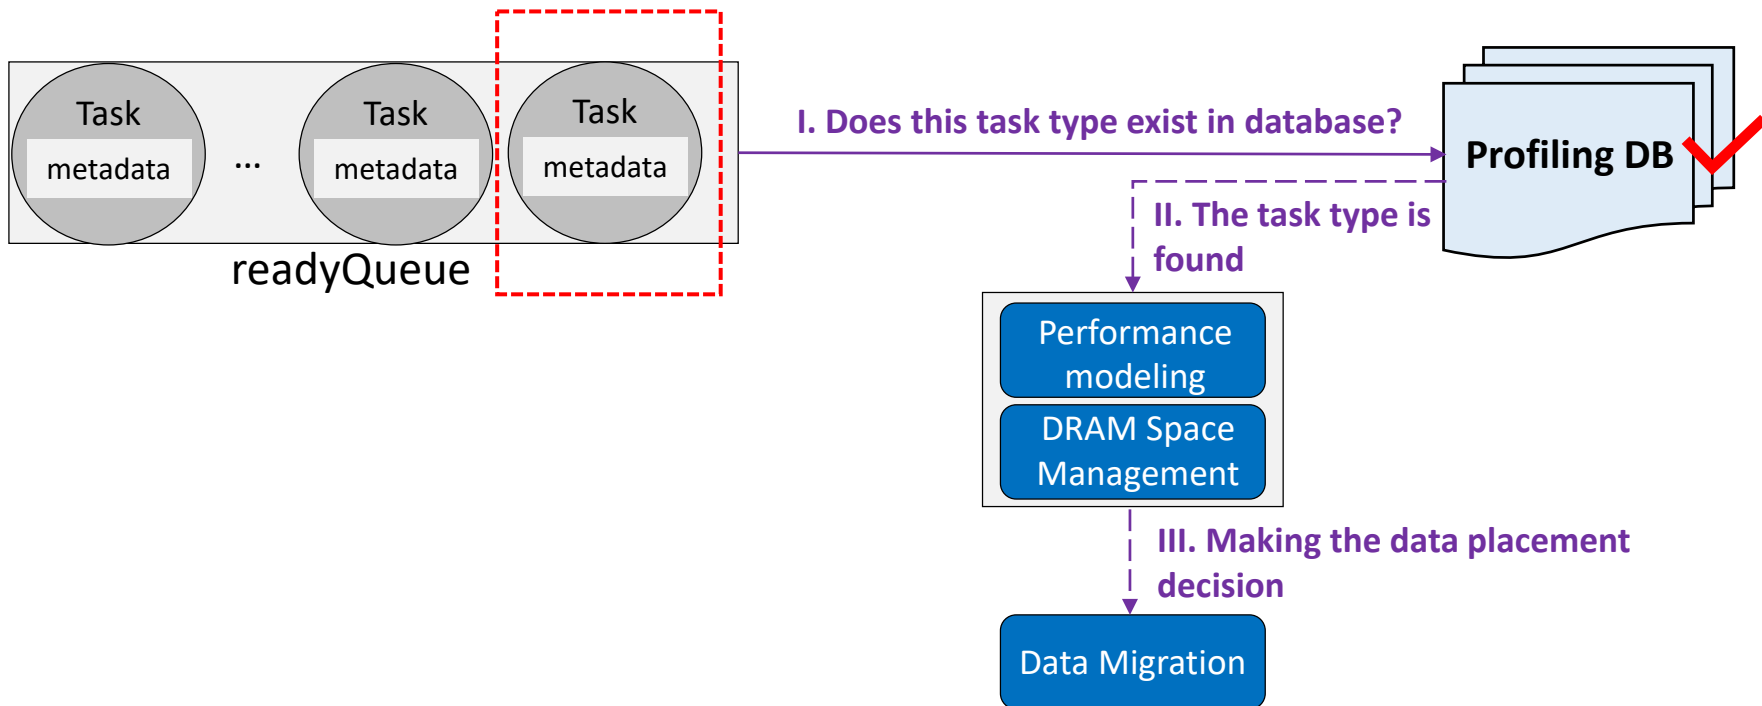 Task
metadata
...
Task
metadata
Task
metadata
readyQueue
I. Does this task type exist in database?
Profiling DB
II. The task type is
found
Performance
modeling
DRAM Space
Management
III. Making the data placement
decision
Data Migration